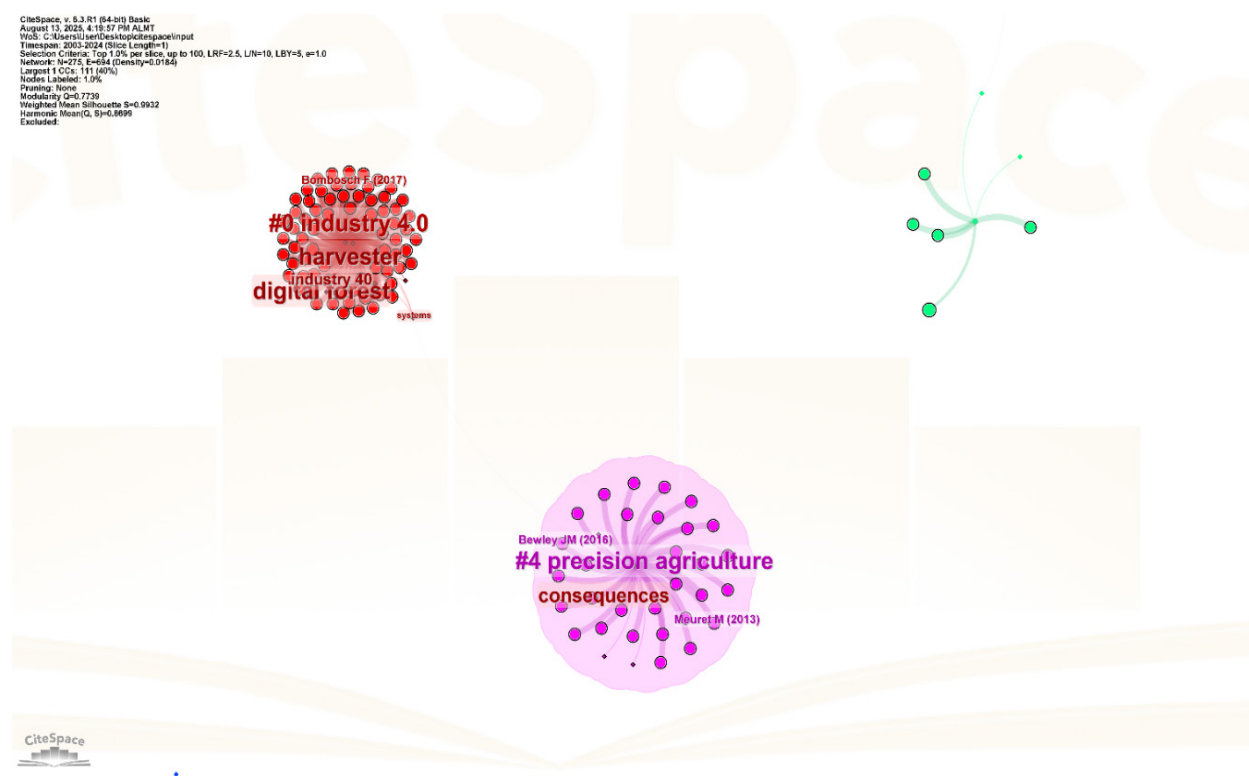 CiteSpace, v. 6.3.R1 (64-bit) Basic
August 13, 2025, 4:19:57 PM ALMT
WoS: C:\Users\User\Desktop\citespace\input
Timespan: 2003-2024 (Slice Length=1)
Selection Criteria: Top 1.0% per slice, up to 100, LRF=2.5, L/N=10, LBY=5, e=1.0
Network: N=275, E=694 (Density=0.0184)
Largest 1 CCs: 111 (40%)
Nodes Labeled: 1.0%
Pruning: None
Modularity Q=0.7739
Weighted Mean Silhouette S=0.9932
Harmonic Mean(Q, S)=0.8699
Excluded:
CiteSpace
Bombosch F (2017)
#0 industry 4.0
harvester
industry 40
digital forest
systems
Bewley JM (2016)
#4 precision agriculture
consequences
Meuret M (2013)
CiteSpace